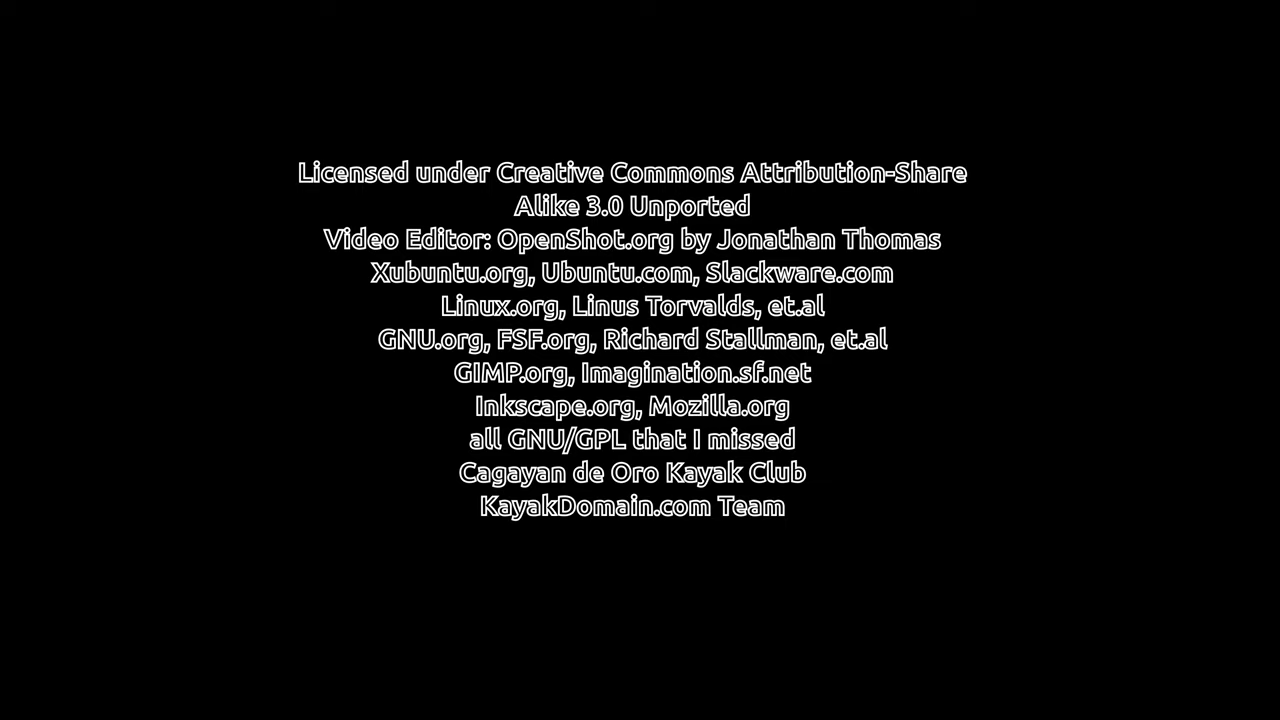 Licensed under Creative Commons Attribution-Share
Alike 3.0 Unported
Video Editor: OpenShot.org by Jonathan Thomas
Xubuntu.org, Ubuntu.com, Slackware.com
Linux.org, Linus Torvalds, et.al
GNU.org, FSF.org, Richard Stallman, et.al
GIMP.org, Imagination.sf.net
Inkscape.org, Mozilla.org
all GNU/GPL that I missed
Cagayan de Oro Kayak Club
KayakDomain.com Team